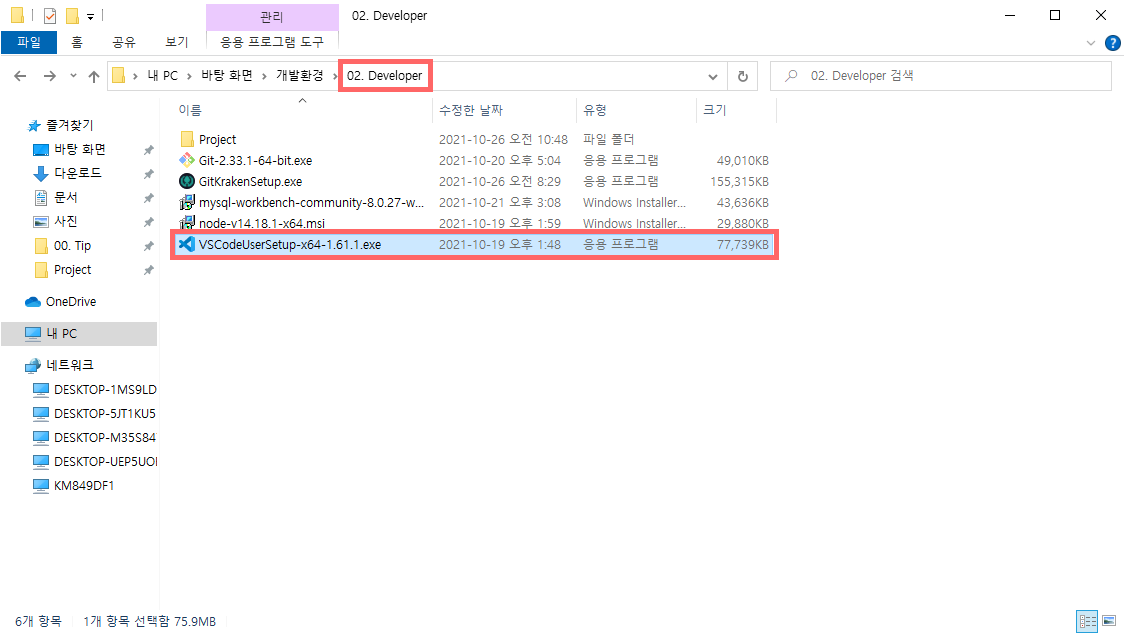 관리
02. Developer
파일
홈
공유
보기
응용 프로그램 도구
내 PC
바탕 화면
개발환경
02. Developer
02. Developer 검색
이름
수정한 날짜
유형
크기
Project 2021-10-26 오전 10:48 파일 폴더
Git-2.33.1-64-bit.exe 2021-10-20 오후 5:04 응용 프로그램 49,010KB
GitKrakenSetup.exe 2021-10-26 오전 8:29 응용 프로그램 155,315KB
mysql-workbench-community-8.0.27-w... 2021-10-21 오후 3:08 Windows Installer... 43,636KB
node-v14.18.1-x64.msi 2021-10-19 오후 1:59 Windows Installer... 29,880KB
VSCodeUserSetup-x64-1.61.1.exe 2021-10-19 오후 1:48 응용 프로그램 77,739KB
즐겨찾기
바탕 화면
다운로드
문서
사진
00. Tip
Project
OneDrive
내 PC
네트워크
DESKTOP-1MS9LD
DESKTOP-5JT1KU5
DESKTOP-M35S84
DESKTOP-UEP5UO
KM849DF1
6개 항목
1개 항목 선택함 75.9MB